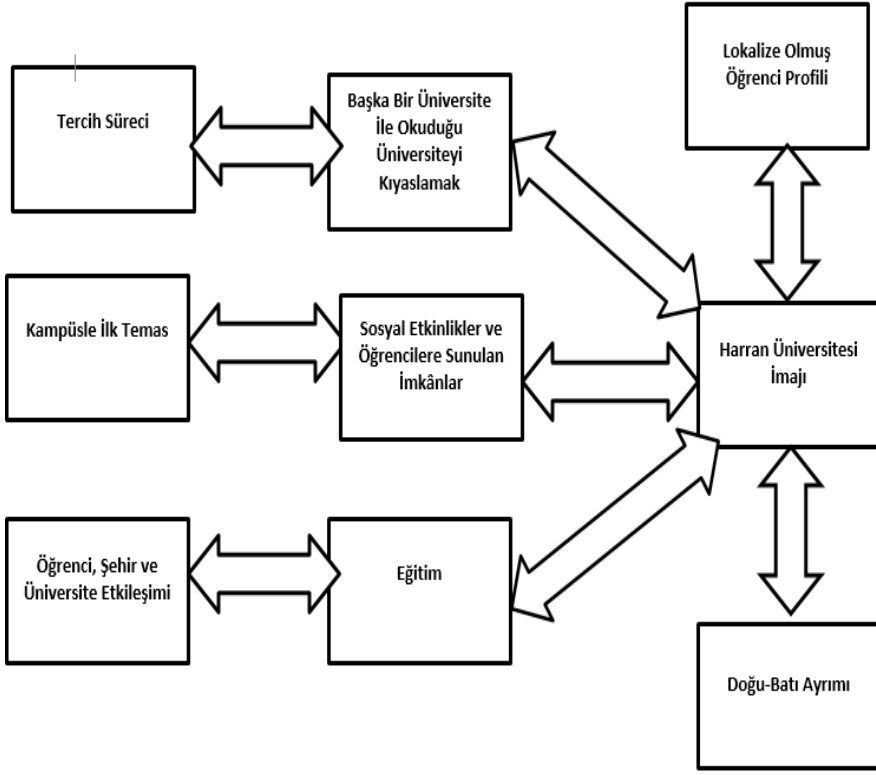 Tercih Süreci
Başka Bir Üniversite
İle Okuduğu
Üniversiteyi
Kıyaslamak
Lokalize Olmuş
Öğrenci Profili
Kampüsle İlk Temas
Sosyal Etkinlikler ve
Öğrencilere Sunulan
İmkânlar
Harran Üniversitesi
İmajı
Öğrenci, Şehir ve
Üniversite Etkileşimi
Eğitim
Doğu-Batı Ayrımı